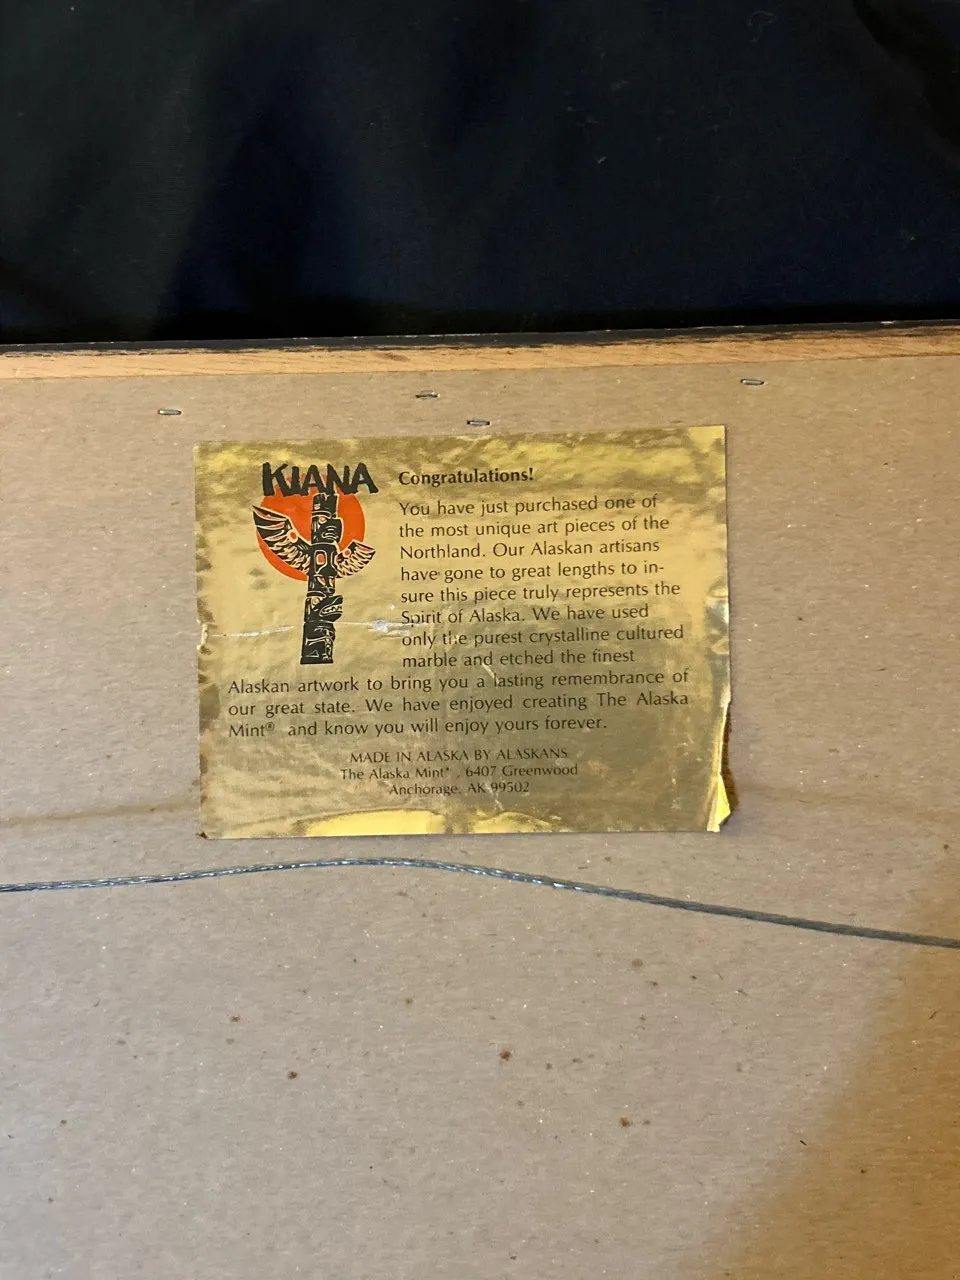 KIANA
Congratulations!
You have just purchased one of
the most unique art pieces of the
Northland. Our Alaskan artisans
have gone to great lengths to in-
sure this piece truly represents the
Spirit of Alaska. We have used
only the purest crystalline cultured
marble and etched the finest
Alaskan artwork to bring you a lasting remembrance of
our great state. We have enjoyed creating The Alaska
Mint® and know you will enjoy yours forever.
MADE IN ALASKA BY ALASKANS
The Alaska Mint® . 6407 Greenwood
Anchorage, AK 99502